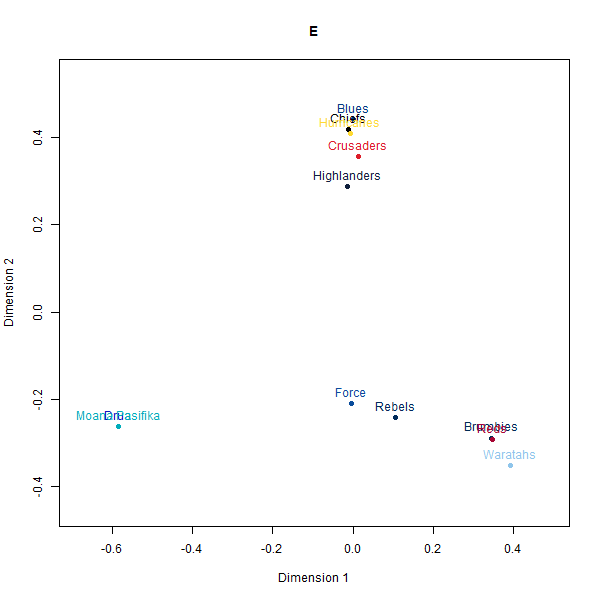 E
Blues
Chiefs
Hurricanes
Crusaders
Highlanders
Force
Rebels
Moana Pasifika
Drua
Brumbies
Reds
Waratahs
0.4
0.2
0.0
-0.2
-0.4
Dimension 2
-0.6 -0.4 -0.2 0.0 0.2 0.4
Dimension 1